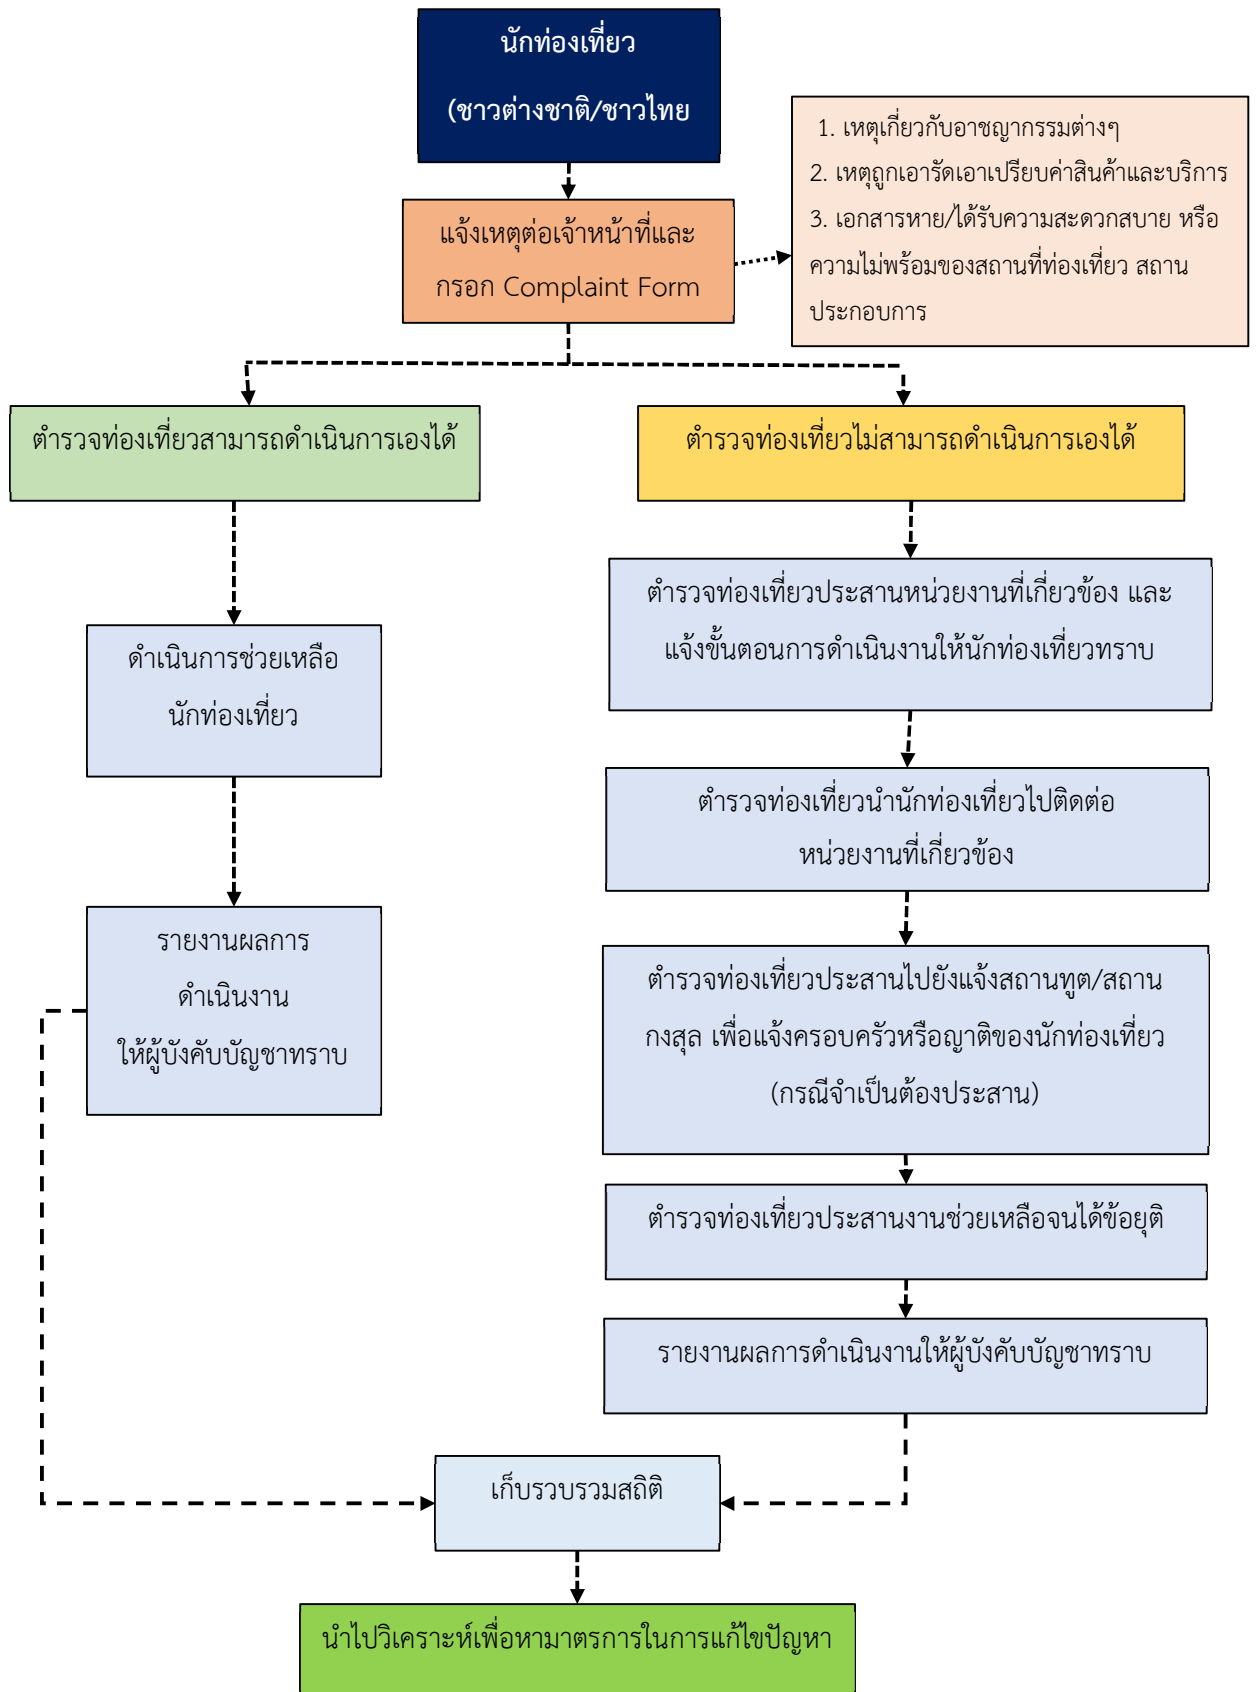 นักท่องเที่ยว
(ชาวต่างชาติ/ชาวไทย
1. เหตุเกี่ยวกับอาชญากรรมต่างๆ
2. เหตุถูกเอารัดเอาเปรียบค่าสินค้าและบริการ
3. เอกสารหาย/ได้รับความสะดวกสบาย หรือ
ความไม่พร้อมของสถานที่ท่องเที่ยว สถาน
ประกอบการ
แจ้งเหตุต่อเจ้าหน้าที่และ
กรอก Complaint Form
ตำรวจท่องเที่ยวสามารถดำเนินการเองได้
ดำเนินการช่วยเหลือ
นักท่องเที่ยว
รายงานผลการ
ดำเนินงาน
ให้ผู้บังคับบัญชาทราบ
ตำรวจท่องเที่ยวไม่สามารถดำเนินการเองได้
ตำรวจท่องเที่ยวประสานหน่วยงานที่เกี่ยวข้อง และ
แจ้งขั้นตอนการดำเนินงานให้นักท่องเที่ยวทราบ
ตำรวจท่องเที่ยวนำนักท่องเที่ยวไปติดต่อ
หน่วยงานที่เกี่ยวข้อง
ตำรวจท่องเที่ยวประสานไปยังแจ้งสถานทูต/สถาน
กงสุล เพื่อแจ้งครอบครัวหรือญาติของนักท่องเที่ยว
(กรณีจำเป็นต้องประสาน)
ตำรวจท่องเที่ยวประสานงานช่วยเหลือจนได้ข้อยุติ
รายงานผลการดำเนินงานให้ผู้บังคับบัญชาทราบ
เก็บรวบรวมสถิติ
นำไปวิเคราะห์เพื่อหามาตรการในการแก้ไขปัญหา